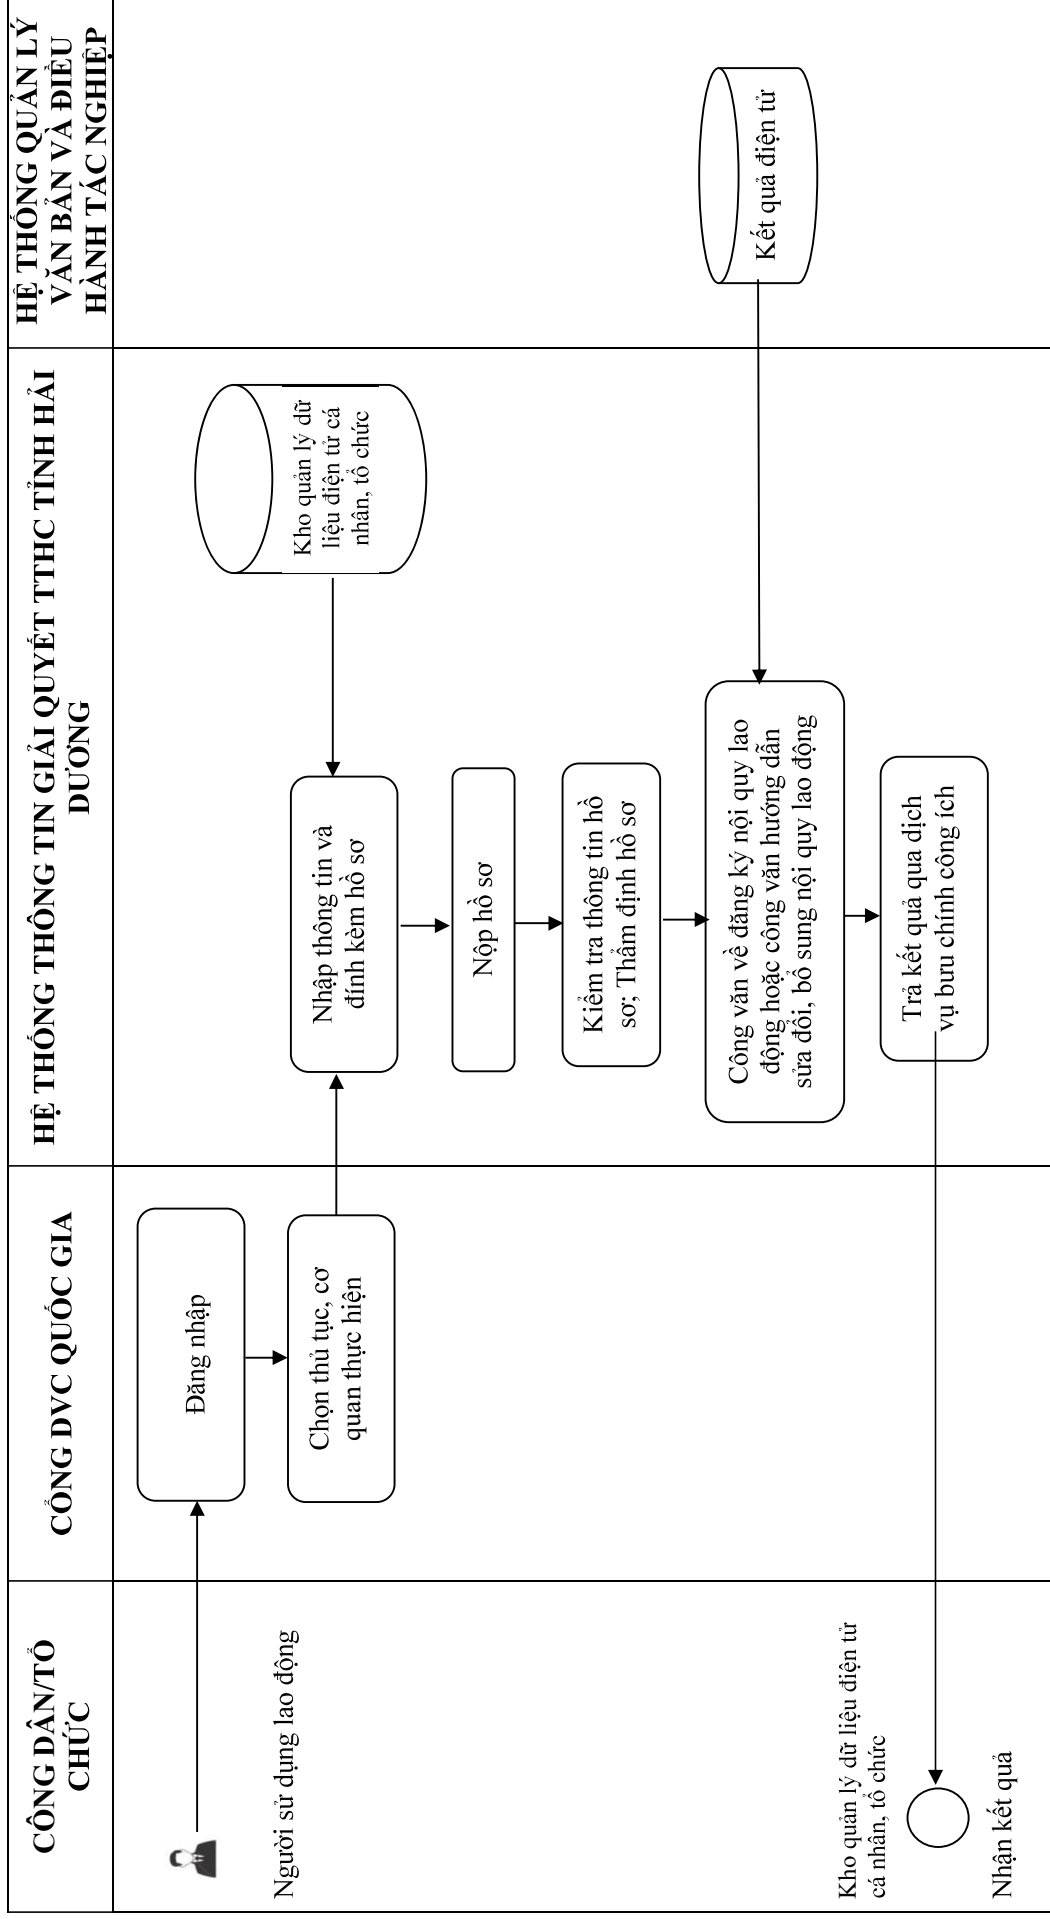 CÔNG DÂN/TỔ
CHỨC
CỔNG DVC QUỐC GIA
HỆ THỐNG THÔNG TIN GIẢI QUYẾT TTHC TỈNH HẢI
DƯƠNG
HỆ THỐNG QUẢN LÝ
VĂN BẢN VÀ ĐIỀU
HÀNH TÁC NGHIỆP
Người sử dụng lao động
Đăng nhập
Chọn thủ tục, cơ
quan thực hiện
Nhập thông tin và
đính kèm hồ sơ
Kho quản lý dữ
liệu điện tử cá
nhân, tổ chức
Nộp hồ sơ
Kiểm tra thông tin hồ
sơ; Thẩm định hồ sơ
Công văn về đăng ký nội quy lao
động hoặc công văn hướng dẫn
sửa đổi, bổ sung nội quy lao động
Kết quả điện tử
Trả kết quả qua dịch
vụ bưu chính công ích
Kho quản lý dữ liệu điện tử
cá nhân, tổ chức
Nhận kết quả